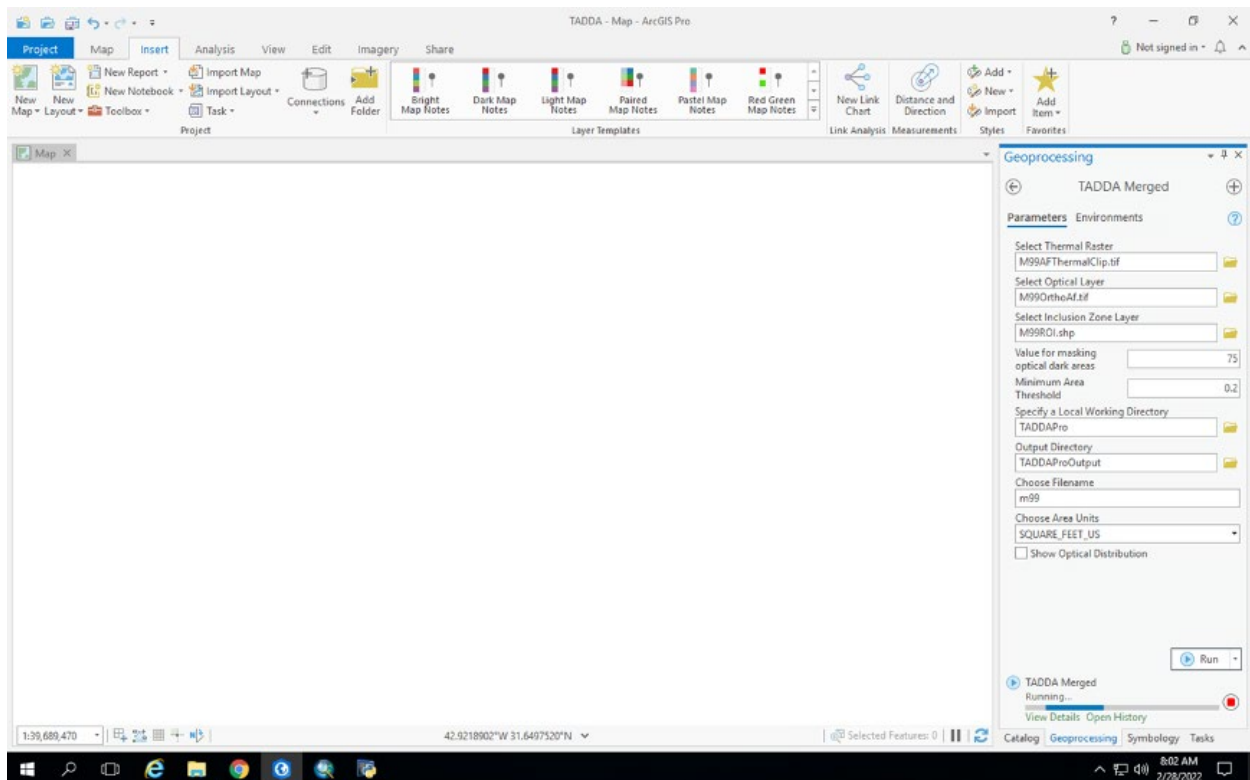 TADDA - Map - ArcGIS Pro
?
Project Map Insert Analysis View Edit Imagery Share
Not signed in
New Map
New Layout
New Report
New Notebook
Toolbox
Import Map
Import Layout
Task
Connections
Add Folder
Project
Bright Map Notes
Dark Map Notes
Light Map Notes
Paired Map Notes
Pastel Map Notes
Red Green Map Notes
Layer Templates
New Link Chart
Link Analysis
Distance and Direction
Measurements
Add
New
Import
Styles
Add Item
Favorites
Map
Geoprocessing
TADDA Merged
Parameters Environments
?
Select Thermal Raster
M99AFThermalClip.tif
Select Optical Layer
M99OrthoAf.tif
Select Inclusion Zone Layer
M99ROI.shp
Value for masking
optical dark areas
75
Minimum Area
Threshold
0.2
Specify a Local Working Directory
TADDAPro
Output Directory
TADDAProOutput
Choose Filename
m99
Choose Area Units
SQUARE_FEET_US
Show Optical Distribution
Run
TADDA Merged
Running...
View Details Open History
1:39,689,470
42.9218902°W 31.6497520°N
Selected Features: 0
Catalog Geoprocessing Symbology Tasks
8:02 AM
2/28/2022